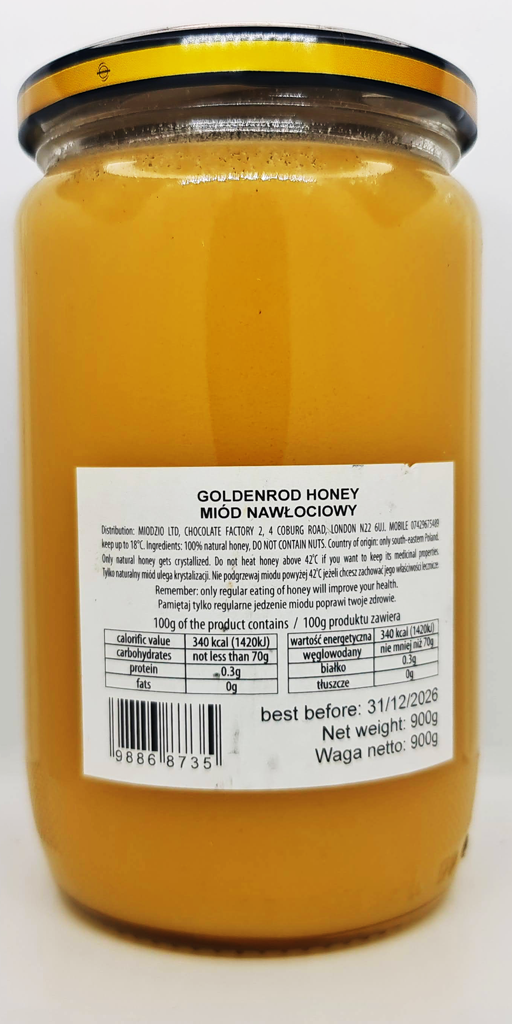 GOLDENROD HONEY
MIÓD NAWŁOCIOWY
Distribution: MIODZIO LTD, CHOCOLATE FACTORY 2, 4 COBURG ROAD, LONDON N22 6UJ. MOBILE 07429675489
keep up to 18°C. Ingredients: 100% natural honey, DO NOT CONTAIN NUTS. Country of origin: only south-eastern Poland.
Only natural honey gets crystallized. Do not heat honey above 42°C if you want to keep its medicinal properties.
Tylko naturalny miód ulega krystalizacji. Nie podgrzewaj miodu powyżej 42°C jeżeli chcesz zachować jego właściwości lecznicze.
Remember: only regular eating of honey will improve your health.
Pamiętaj tylko regularne jedzenie miodu poprawi twoje zdrowie.
100g of the product contains / 100g produktu zawiera
calorific value 340 kcal (1420kJ) wartość energetyczna 340 kcal (1420kJ)
carbohydrates not less than 70g węglowodany nie mniej niż 70g
protein 0.3g białko 0.3g
fats 0g tłuszcze 0g
best before: 31/12/2026
Net weight: 900g
Waga netto: 900g
98868735